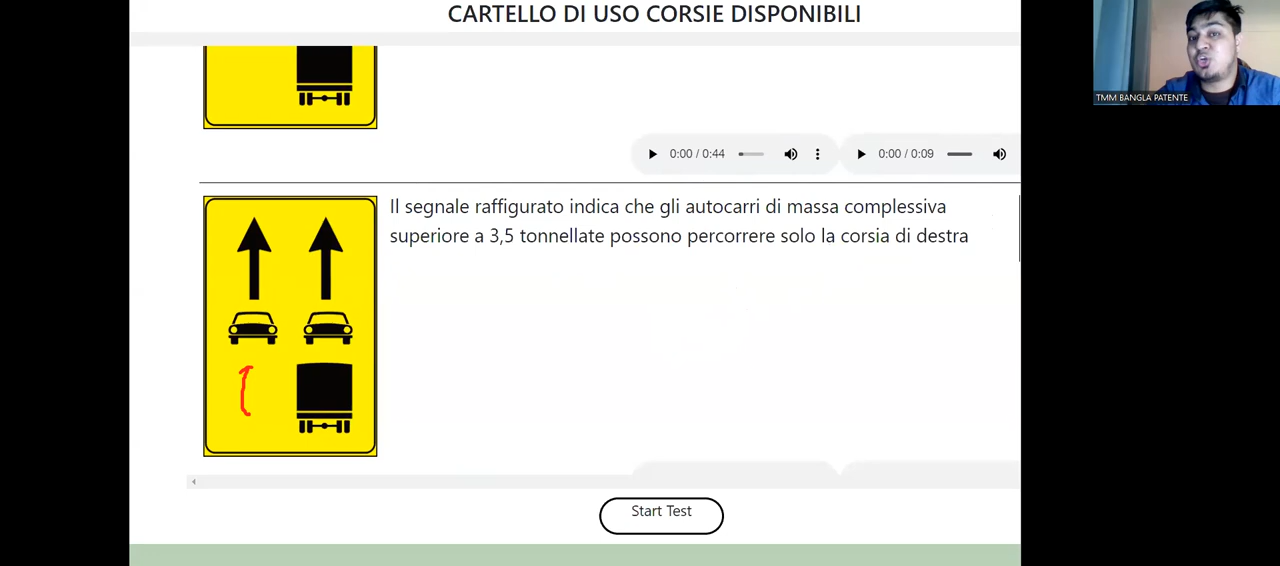 CARTELLO DI USO CORSIE DISPONIBILI
TMM BANGLA PATENTE
0:00 / 0:44
0:00 / 0:09
Il segnale raffigurato indica che gli autocarri di massa complessiva
superiore a 3,5 tonnellate possono percorrere solo la corsia di destra
Start Test